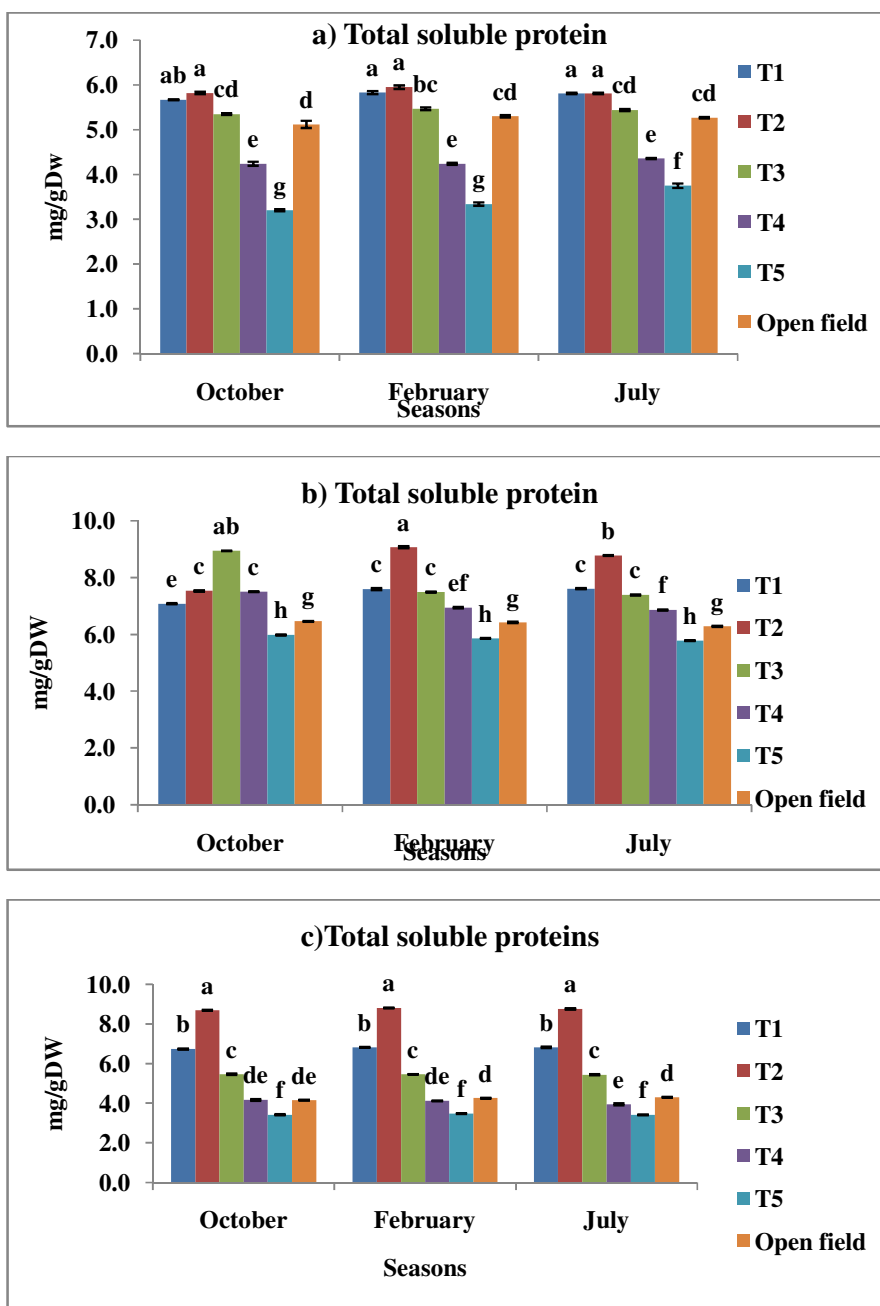 a) Total soluble protein
7.0
6.0
5.0
4.0
3.0
2.0
1.0
0.0
mg/gDw
ab a cd e g d
a a bc e g cd
a a cd e f cd
October February July
Seasons
T1
T2
T3
T4
T5
Open field
b) Total soluble protein
10.0
8.0
6.0
4.0
2.0
0.0
mg/gDW
e c ab c h g
c a c ef h g
c b c f h g
October February July
Seasons
T1
T2
T3
T4
T5
Open field
c)Total soluble proteins
10.0
8.0
6.0
4.0
2.0
0.0
mg/gDW
b a c de f de
b a c de f d
b a c e f d
October February July
Seasons
T1
T2
T3
T4
T5
Open field